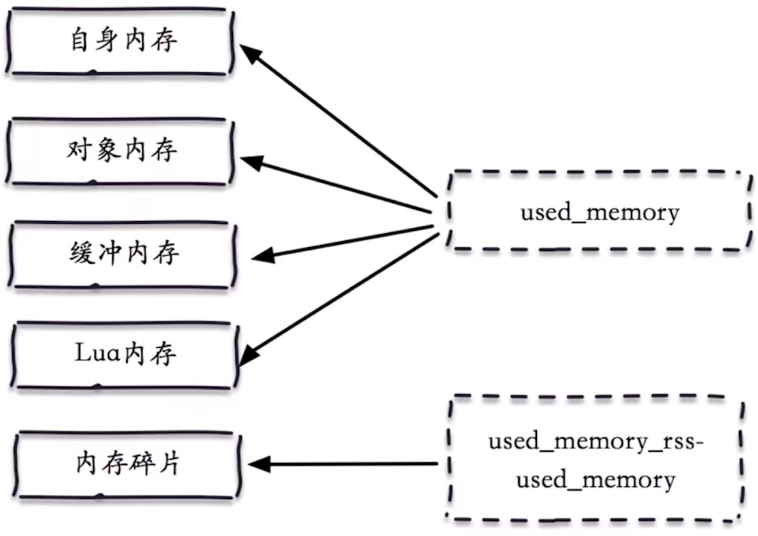 自身内存
对象内存
缓冲内存
Lua内存
内存碎片
used_memory
used_memory_rss-
used_memory